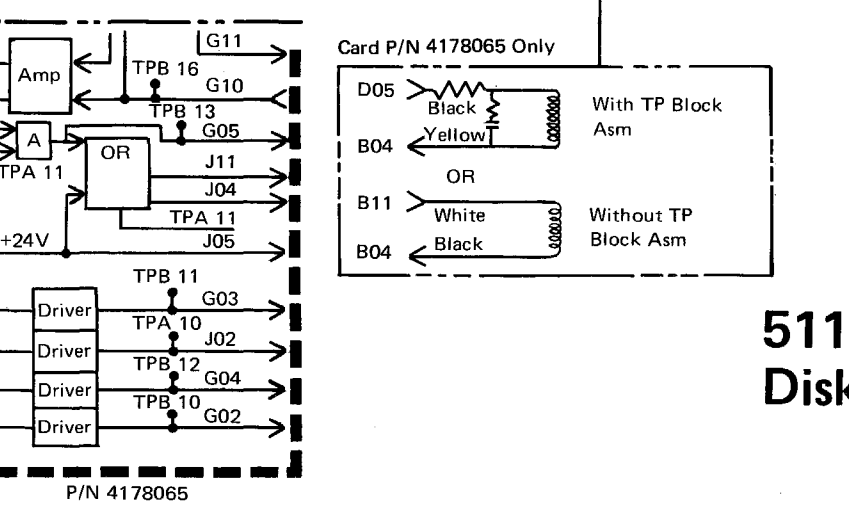 G11
Amp
TPB 16
G10
TPB 13
G05
A
TPA 11
OR
J11
J04
TPA 11
+24V
J05
TPB 11
Driver
G03
TPA 10
Driver
J02
TPB 12
Driver
G04
TPB 10
Driver
G02
P/N 4178065
Card P/N 4178065 Only
D05
Black
With TP Block
Asm
Yellow
B04
OR
B11
White
Without TP
Block Asm
Black
B04
511
Disk